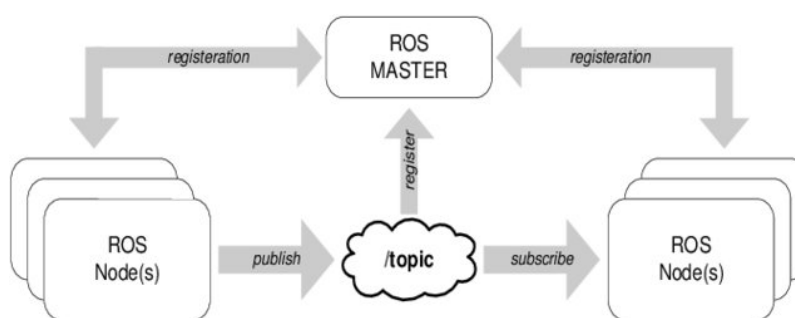 registeration
ROS
MASTER
registeration
register
ROS
Node(s)
publish
/topic
subscribe
ROS
Node(s)